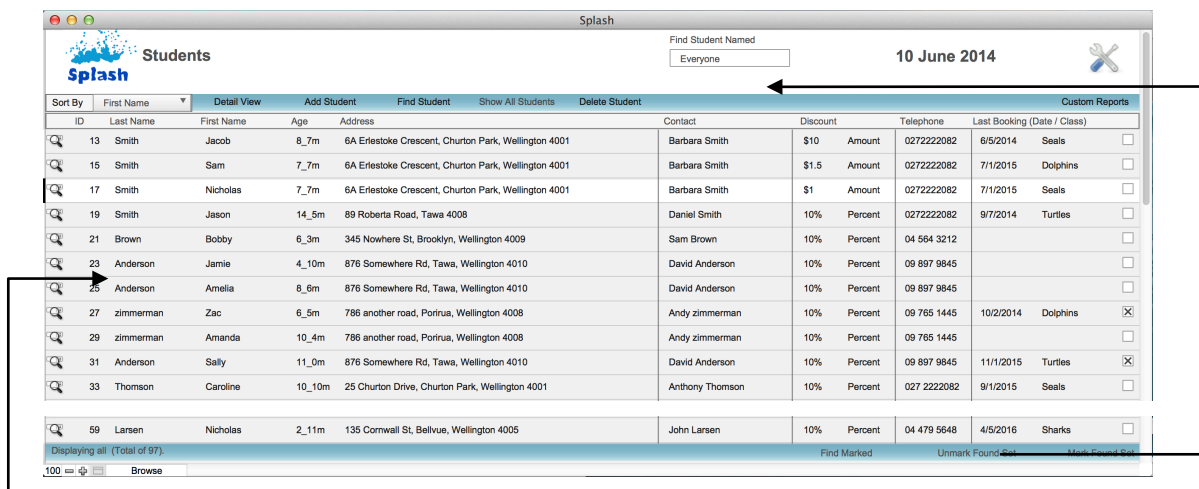 Splash
Find Student Named
Splash Students Everyone 10 June 2014
Sort By First Name Detail View Add Student Find Student Show All Students Delete Student Custom Reports
ID Last Name First Name Age Address Contact Discount Telephone Last Booking (Date / Class)
13 Smith Jacob 8_7m 6A Erlestoke Crescent, Churton Park, Wellington 4001 Barbara Smith $10 Amount 0272222082 6/5/2014 Seals
15 Smith Sam 7_7m 6A Erlestoke Crescent, Churton Park, Wellington 4001 Barbara Smith $1.5 Amount 0272222082 7/1/2015 Dolphins
17 Smith Nicholas 7_7m 6A Erlestoke Crescent, Churton Park, Wellington 4001 Barbara Smith $1 Amount 0272222082 7/1/2015 Seals
19 Smith Jason 14_5m 89 Roberta Road, Tawa 4008 Daniel Smith 10% Percent 0272222082 9/7/2014 Turtles
21 Brown Bobby 6_3m 345 Nowhere St, Brooklyn, Wellington 4009 Sam Brown 10% Percent 04 564 3212
23 Anderson Jamie 4_10m 876 Somewhere Rd, Tawa, Wellington 4010 David Anderson 10% Percent 09 897 9845
25 Anderson Amelia 8_6m 876 Somewhere Rd, Tawa, Wellington 4010 David Anderson 10% Percent 09 897 9845
27 zimmerman Zac 6_5m 786 another road, Porirua, Wellington 4008 Andy zimmerman 10% Percent 09 765 1445 10/2/2014 Dolphins
29 zimmerman Amanda 10_4m 786 another road, Porirua, Wellington 4008 Andy zimmerman 10% Percent 09 765 1445
31 Anderson Sally 11_0m 876 Somewhere Rd, Tawa, Wellington 4010 David Anderson 10% Percent 09 897 9845 11/1/2015 Turtles
33 Thomson Caroline 10_10m 25 Churton Drive, Churton Park, Wellington 4001 Anthony Thomson 10% Percent 027 2222082 9/1/2015 Seals
59 Larsen Nicholas 2_11m 135 Cornwall St, Bellvue, Wellington 4005 John Larsen 10% Percent 04 479 5648 4/5/2016 Sharks
Displaying all (Total of 97). Find Marked Unmark Found Set Mark Found Set
100 Browse